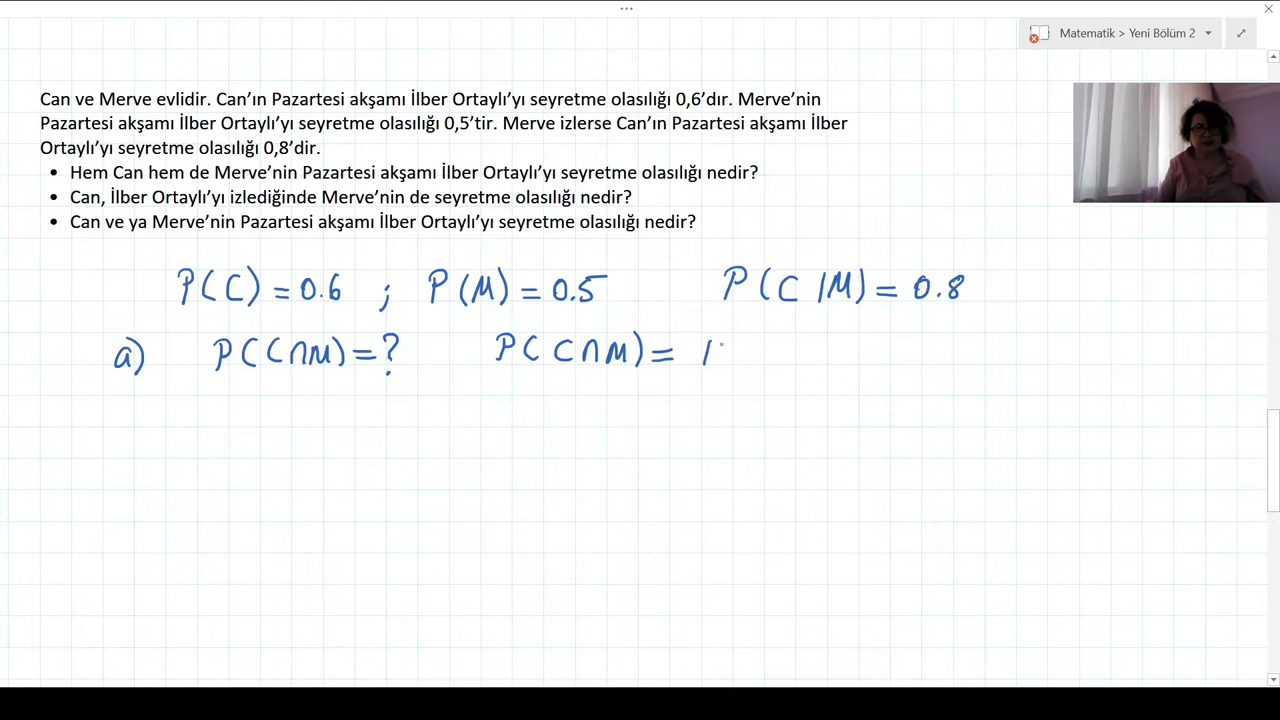 Matematik > Yeni Bölüm 2
Can ve Merve evlidir. Can’ın Pazartesi akşamı İlber Ortaylı’yı seyretme olasılığı 0,6’dır. Merve’nin
Pazartesi akşamı İlber Ortaylı’yı seyretme olasılığı 0,5’tir. Merve izlerse Can’ın Pazartesi akşamı İlber
Ortaylı’yı seyretme olasılığı 0,8’dir.
• Hem Can hem de Merve’nin Pazartesi akşamı İlber Ortaylı’yı seyretme olasılığı nedir?
• Can, İlber Ortaylı’yı izlediğinde Merve’nin de seyretme olasılığı nedir?
• Can ve ya Merve’nin Pazartesi akşamı İlber Ortaylı’yı seyretme olasılığı nedir?
P(C) = 0.6 ; P(M) = 0.5 P(C|M) = 0.8
a) P(C∩M) = ? P(C∩M) =